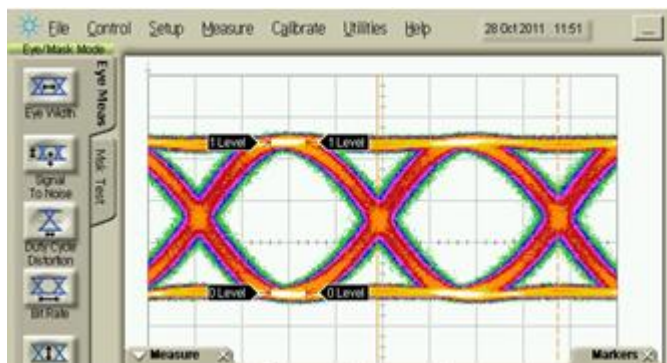 File Control Setup Measure Calibrate Utilities Help 28 Oct 2011 11:51
Eye/Mask Mode
Eye Meas
Eye Width
Msk Test
Signal
To Noise
Duty Cycle
Distortion
Bit Rate
1 Level 1 Level
0 Level 0 Level
Measure Markers